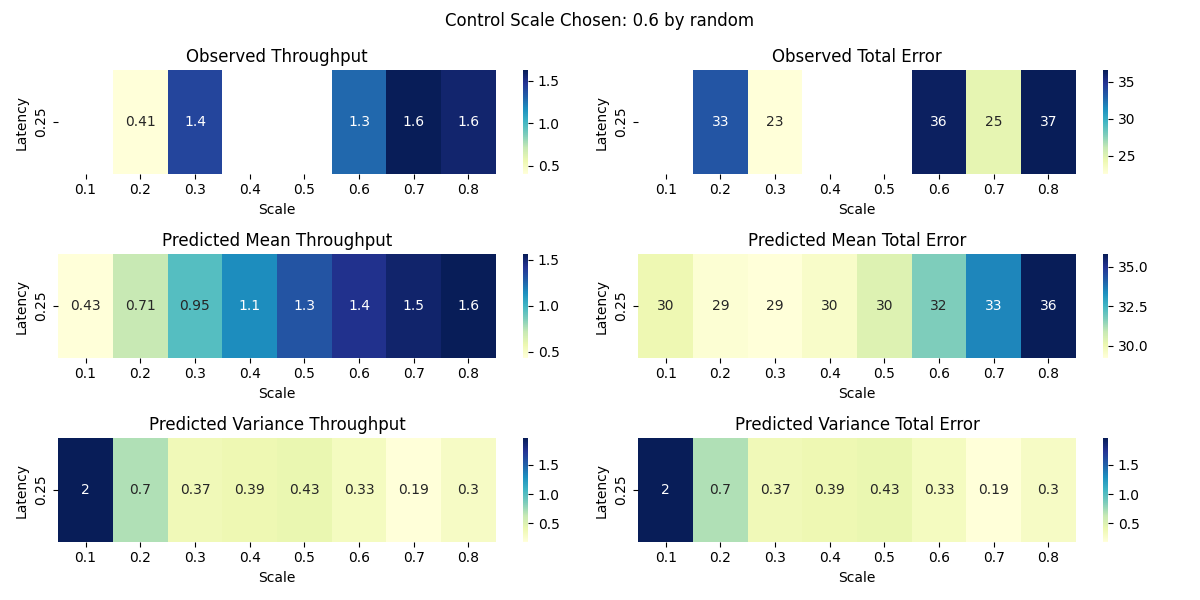 Control Scale Chosen: 0.6 by random
Observed Throughput
Latency
0.25
0.41 1.4 1.3 1.6 1.6
0.1 0.2 0.3 0.4 0.5 0.6 0.7 0.8
Scale
1.5
1.0
0.5
Observed Total Error
Latency
0.25
33 23 36 25 37
0.1 0.2 0.3 0.4 0.5 0.6 0.7 0.8
Scale
35
30
25
Predicted Mean Throughput
Latency
0.25
0.43 0.71 0.95 1.1 1.3 1.4 1.5 1.6
0.1 0.2 0.3 0.4 0.5 0.6 0.7 0.8
Scale
1.5
1.0
0.5
Predicted Mean Total Error
Latency
0.25
30 29 29 30 30 32 33 36
0.1 0.2 0.3 0.4 0.5 0.6 0.7 0.8
Scale
35.0
32.5
30.0
Predicted Variance Throughput
Latency
0.25
2 0.7 0.37 0.39 0.43 0.33 0.19 0.3
0.1 0.2 0.3 0.4 0.5 0.6 0.7 0.8
Scale
1.5
1.0
0.5
Predicted Variance Total Error
Latency
0.25
2 0.7 0.37 0.39 0.43 0.33 0.19 0.3
0.1 0.2 0.3 0.4 0.5 0.6 0.7 0.8
Scale
1.5
1.0
0.5